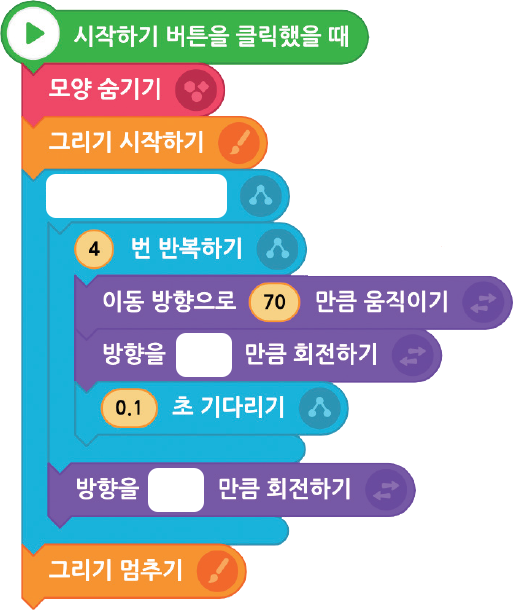 시작하기 버튼을 클릭했을 때
모양 숨기기
그리기 시작하기
4 번 반복하기
이동 방향으로 70 만큼 움직이기
방향을 만큼 회전하기
0.1 초 기다리기
방향을 만큼 회전하기
그리기 멈추기